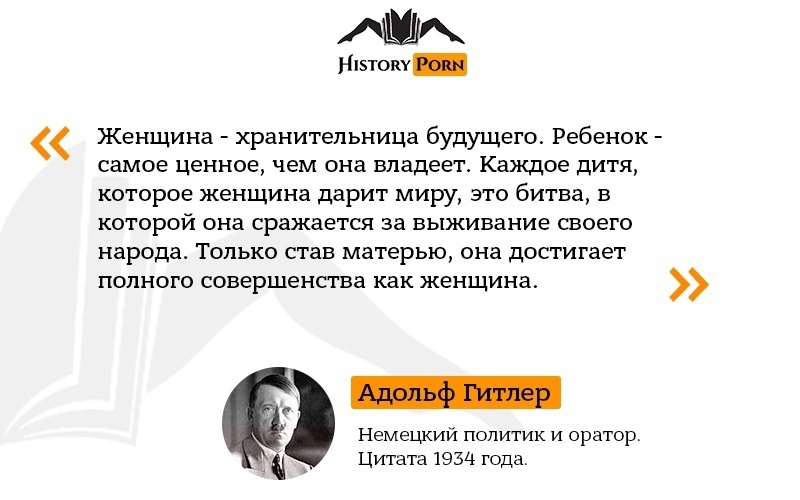 History Porn
« Женщина - хранительница будущего. Ребенок -
самое ценное, чем она владеет. Каждое дитя,
которое женщина дарит миру, это битва, в
которой она сражается за выживание своего
народа. Только став матерью, она достигает
полного совершенства как женщина. »
Адольф Гитлер
Немецкий политик и оратор.
Цитата 1934 года.